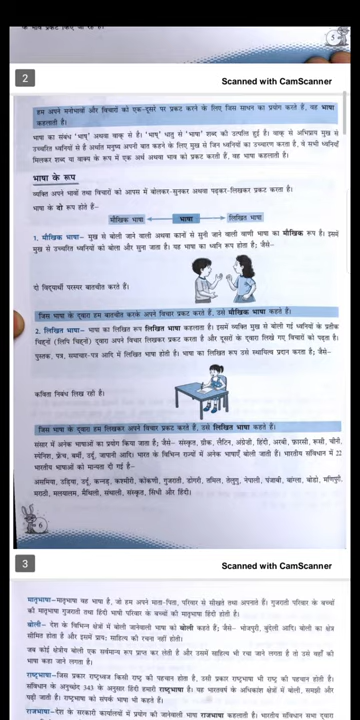 5
2
Scanned with CamScanner
हम अपने मनोभावों और विचारों को एक-दूसरे पर प्रकट करने के लिए जिस साधन का प्रयोग करते हैं, वह भाषा
कहलाती है।
भाषा का संबंध 'भाष्' अथवा वाक् से है। 'भाष्' धातु से 'भाषा' शब्द की उत्पत्ति हुई है। वाक् से अभिप्राय मुख से
उच्चरित ध्वनियों से है अर्थात मनुष्य अपनी बात कहने के लिए मुख से जिन ध्वनियों का उच्चारण करता है, वे सभी ध्वनियाँ
मिलकर शब्द या वाक्य के रूप में एक अर्थ अथवा भाव को प्रकट करती हैं, वही भाषा कहलाती है।
भाषा के रूप
व्यक्ति अपने भावों तथा विचारों को आपस में बोलकर-सुनकर अथवा पढ़कर-लिखकर प्रकट करता है।
भाषा के दो रूप होते हैं–
मौखिक भाषा भाषा लिखित भाषा
1. मौखिक भाषा– मुख से बोली जाने वाली अथवा कानों से सुनी जाने वाली वाणी भाषा का मौखिक रूप है। इसमें
मुख से उच्चरित ध्वनियों को बोला और सुना जाता है। यह भाषा का ध्वनि रूप होता है; जैसे–
दो विद्यार्थी परस्पर बातचीत करते हैं।
जिस भाषा के द्वारा हम बातचीत करके अपने विचार प्रकट करते हैं, उसे मौखिक भाषा कहते हैं।
2. लिखित भाषा– भाषा का लिखित रूप लिखित भाषा कहलाता है। इसमें व्यक्ति मुख से बोली गई ध्वनियों के प्रतीक
चिह्नों (लिपि चिह्नों) द्वारा अपने विचार लिखकर प्रकट करता है और दूसरों के द्वारा लिखे गए विचारों को पढ़ता है।
पुस्तक, पत्र, समाचार-पत्र आदि में लिखित भाषा होती है। भाषा का लिखित रूप उसे स्थायित्व प्रदान करता है; जैसे–
कविता निबंध लिख रही है।
जिस भाषा के द्वारा हम लिखकर अपने विचार प्रकट करते हैं, उसे लिखित भाषा कहते हैं।
संसार में अनेक भाषाओं का प्रयोग किया जाता है; जैसे– संस्कृत, ग्रीक, लैटिन, अंग्रेज़ी, हिंदी, अरबी, फ़ारसी, रूसी, चीनी,
स्पेनिश, फ्रेंच, बर्मी, उर्दू, जापानी आदि। भारत के विभिन्न राज्यों में अनेक भाषाएँ बोली जाती हैं। भारतीय संविधान में 22
भारतीय भाषाओं को मान्यता दी गई है–
असमिया, उड़िया, उर्दू, कन्नड़, कश्मीरी, कोंकणी, गुजराती, डोगरी, तमिल, तेलुगु, नेपाली, पंजाबी, बांग्ला, बोडो, मणिपुरी,
मराठी, मलयालम, मैथिली, संथाली, संस्कृत, सिंधी और हिंदी।
6
3
Scanned with CamScanner
मातृभाषा–मातृभाषा वह भाषा है, जो हम अपने माता-पिता, परिवार से सीखते तथा अपनाते हैं। गुजराती परिवार के बच्चों
की मातृभाषा गुजराती तथा हिंदी भाषी परिवार के बच्चों की मातृभाषा हिंदी होती है।
बोली– देश के विभिन्न क्षेत्रों में बोली जानेवाली भाषा को बोली कहते हैं; जैसे– भोजपुरी, बुंदेली आदि। बोली का क्षेत्र
सीमित होता है और इसमें प्रायः साहित्य की रचना नहीं होती।
जब कोई क्षेत्रीय बोली एक सर्वमान्य रूप प्राप्त कर लेती है और उसमें साहित्य भी रचा जाने लगता है तो उसे वहाँ की
भाषा कहा जाने लगता है।
राष्ट्रभाषा– जिस प्रकार राष्ट्रध्वज किसी राष्ट्र की पहचान होता है, उसी प्रकार राष्ट्रभाषा भी राष्ट्र की पहचान होती है।
संविधान के अनुच्छेद 343 के अनुसार हिंदी हमारी राष्ट्रभाषा है। यह भारतवर्ष के अधिकांश क्षेत्रों में बोली, समझी और
पढ़ी जाती है। राष्ट्रभाषा को संपर्क भाषा भी कहते हैं।
राजभाषा– देश के सरकारी कार्यालयों में प्रयोग की जानेवाली भाषा राजभाषा कहलाती है।